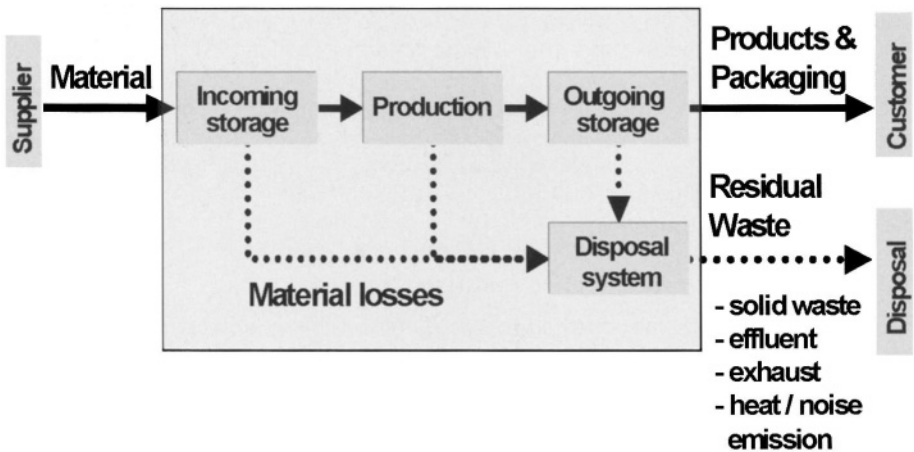 Supplier
Material
Incoming
storage
Production
Outgoing
storage
Products &
Packaging
Customer
Material losses
Disposal
system
Residual
Waste
Disposal
- solid waste
- effluent
- exhaust
- heat / noise
emission